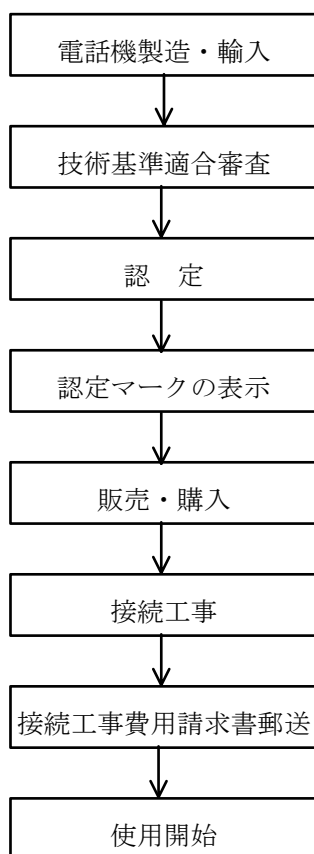 電話機製造・輸入
技術基準適合審査
認　定
認定マークの表示
販売・購入
接続工事
接続工事費用請求書郵送
使用開始